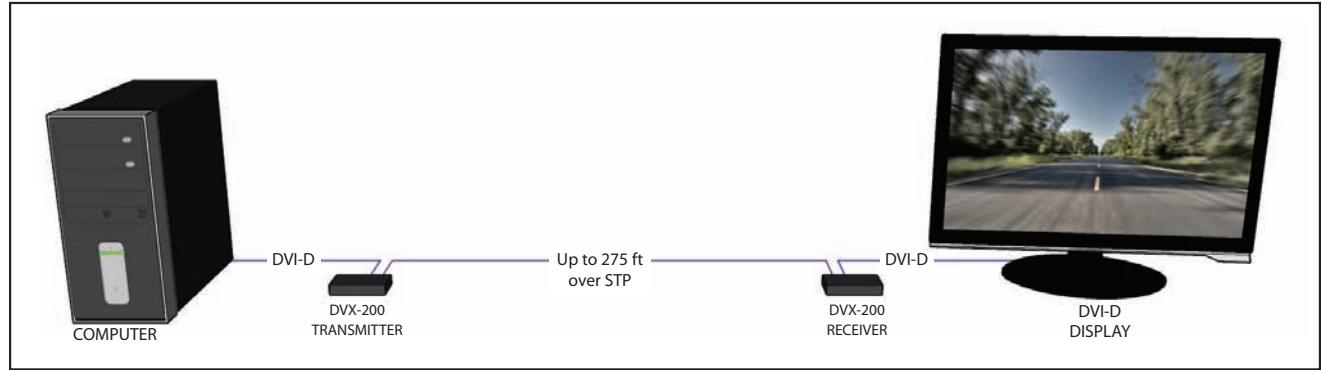 DVI-D
Up to 275 ft
over STP
DVI-D
DVX-200
TRANSMITTER
DVX-200
RECEIVER
DVI-D
DISPLAY
COMPUTER